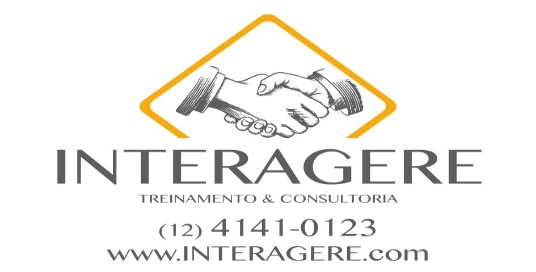 INTERAGERE
TREINAMENTO & CONSULTORIA
(12) 4141-0123
www.INTERAGERE.com